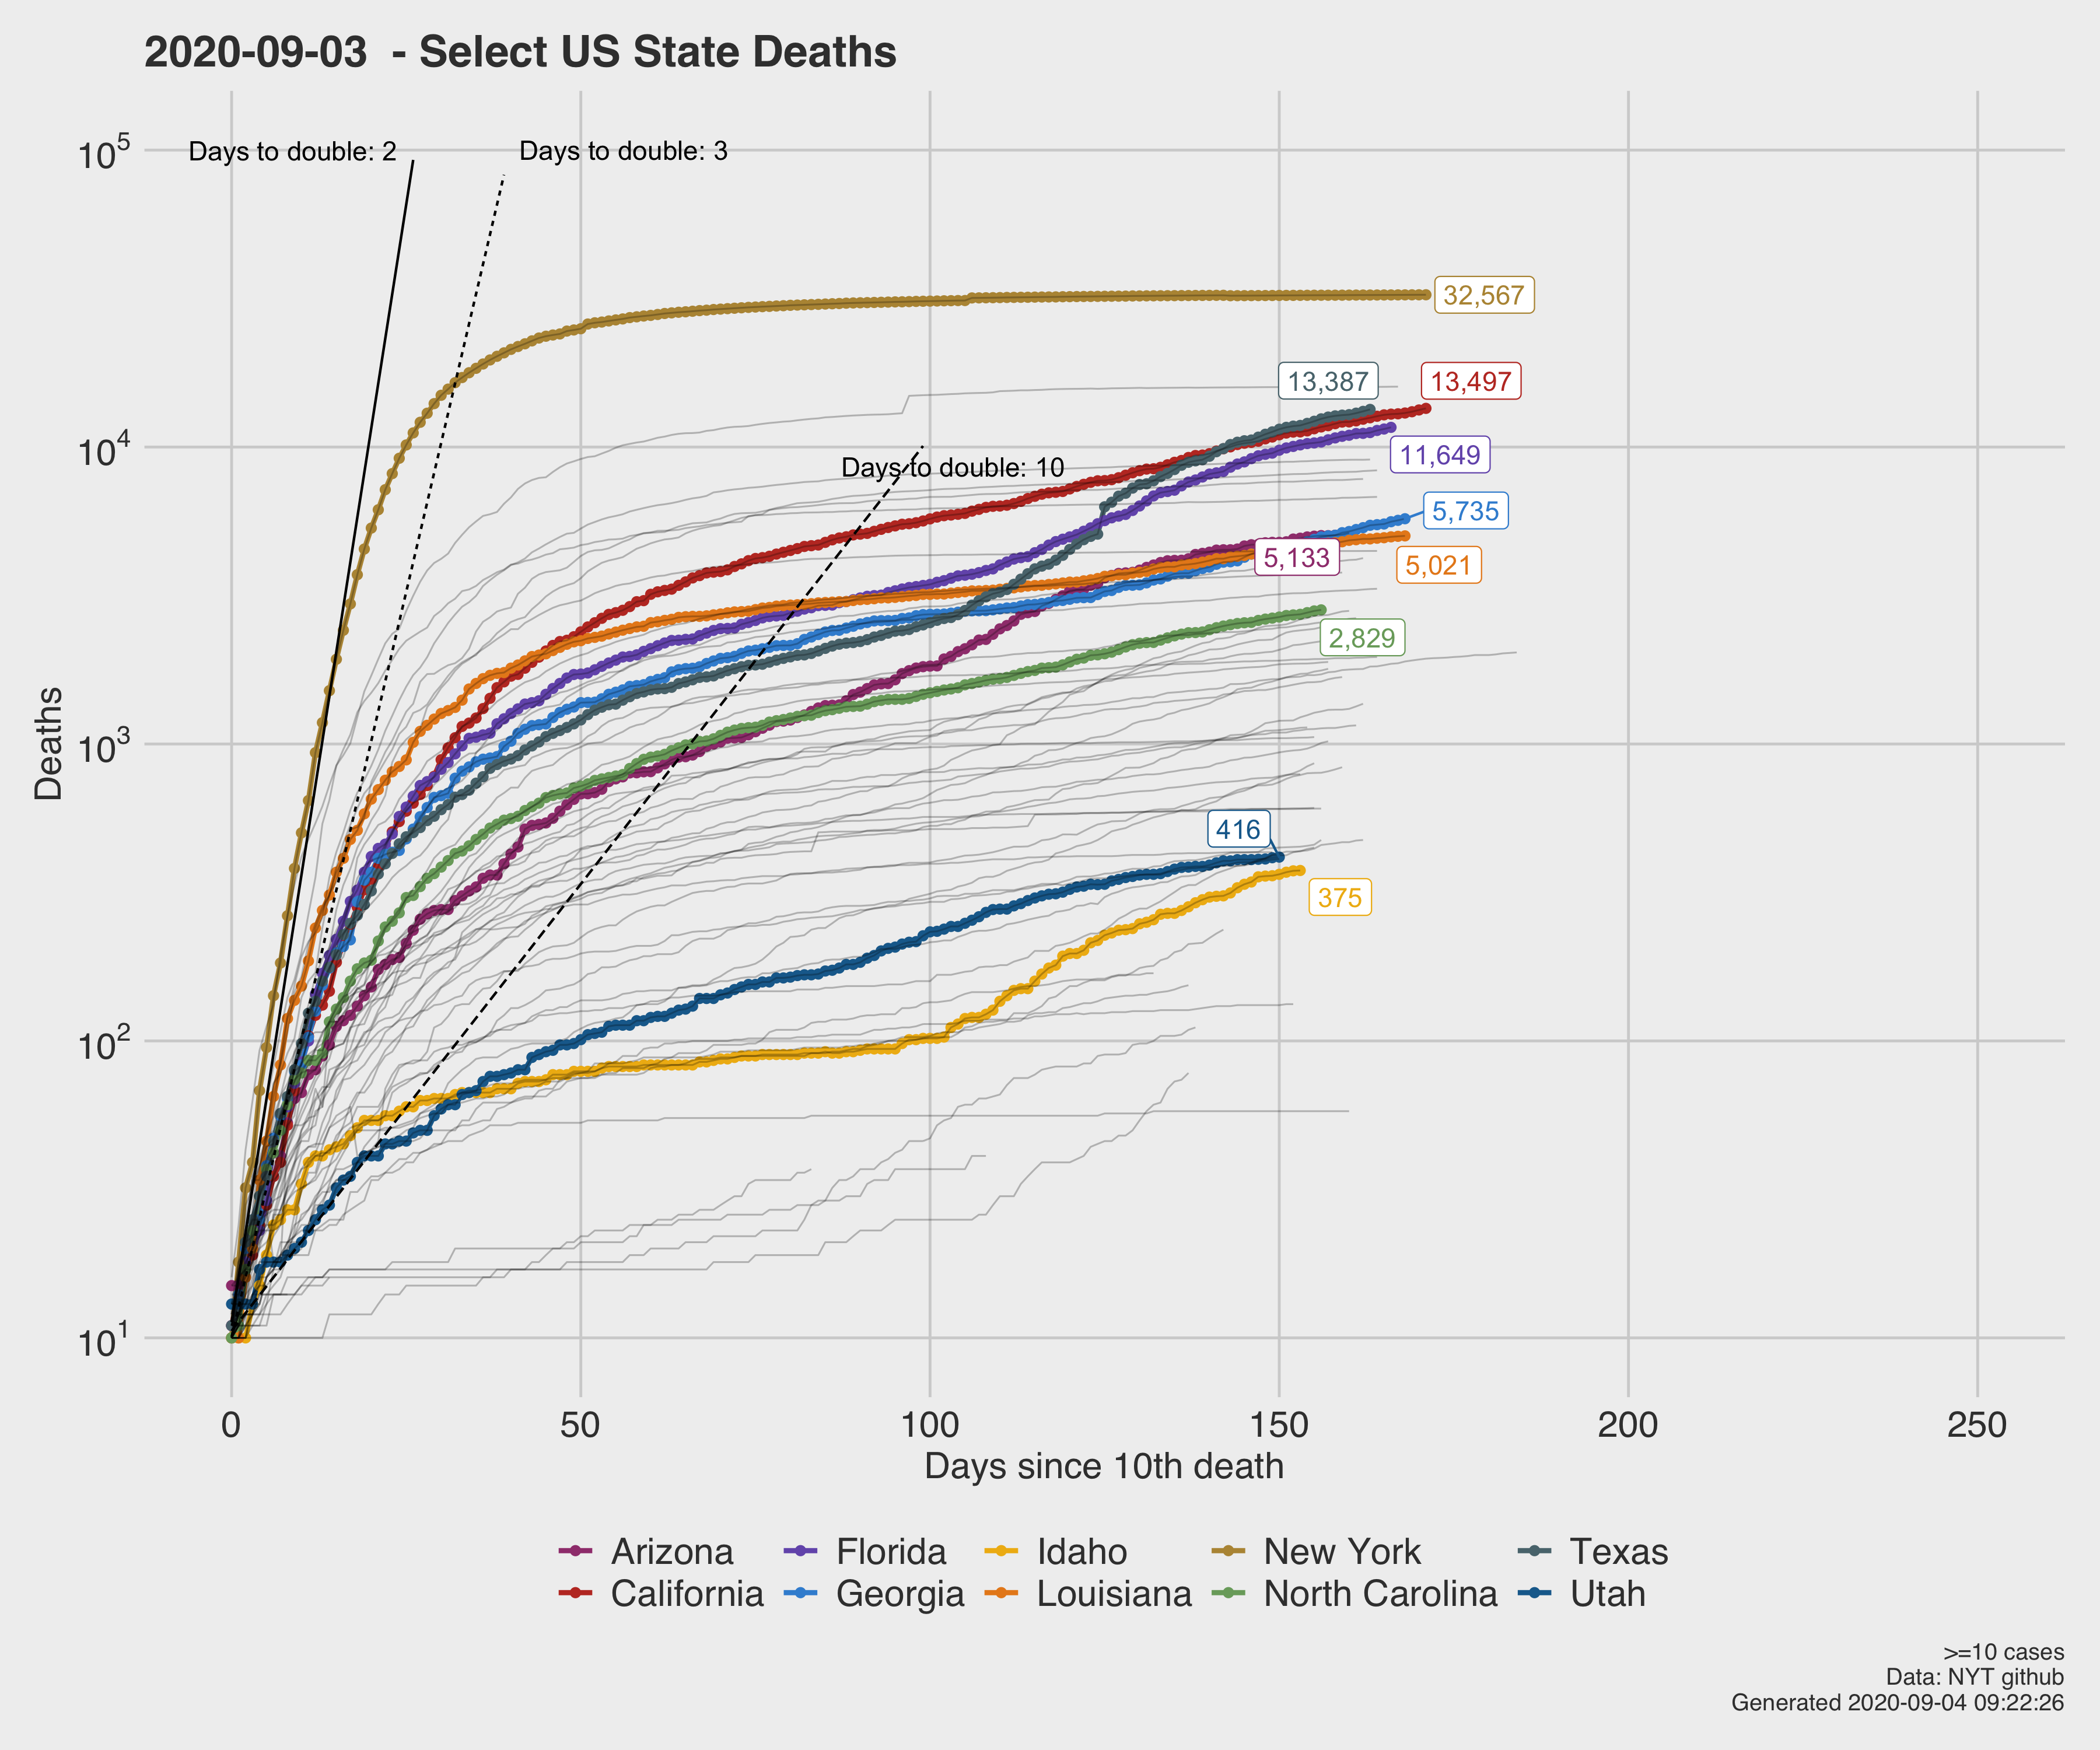 2020-09-03  - Select US State Deaths
Days to double: 2
Days to double: 3
Days to double: 10
10^5
10^4
10^3
10^2
10^1
Deaths
32,567
13,387
13,497
11,649
5,735
5,133
5,021
2,829
416
375
0 50 100 150 200 250
Days since 10th death
Arizona Florida Idaho New York Texas
California Georgia Louisiana North Carolina Utah
>=10 cases
Data: NYT github
Generated 2020-09-04 09:22:26